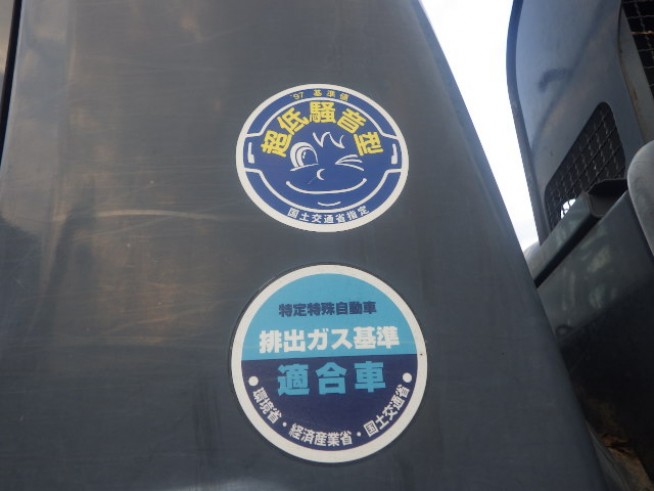 '97 基準値
超低騒音型
国土交通省指定
特定特殊自動車
排出ガス基準
適合車
● 環境省・経済産業省・国土交通省 ●